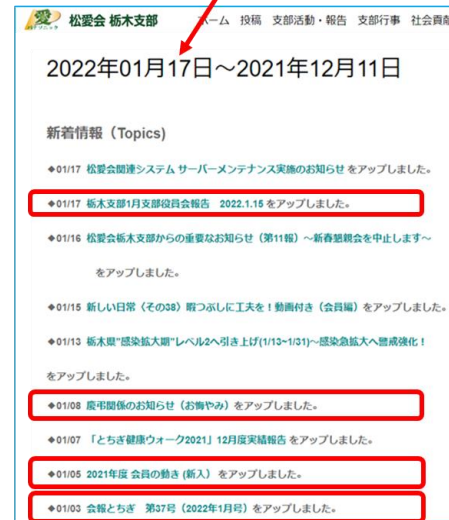 松愛会 栃木支部
ーム 投稿 支部活動・報告 支部行事 社会貢献
2022年01月17日～2021年12月11日
新着情報（Topics)
◆01/17 松愛会関連システム サーバーメンテナンス実施のお知らせ をアップしました。
◆01/17 栃木支部1月支部役員会報告 2022.1.15 をアップしました。
◆01/16 松愛会栃木支部からの重要なお知らせ（第11報）～新春懇親会を中止します～
をアップしました。
◆01/15 新しい日常〈その38〉暇つぶしに工夫を！動画付き（会員編）をアップしました。
◆01/13 栃木県"感染拡大期"レベル2へ引き上げ(1/13~1/31)～感染急拡大へ警戒強化！
をアップしました。
◆01/08 慶弔関係のお知らせ（お悔やみ）をアップしました。
◆01/07 「とちぎ健康ウォーク2021」12月度実績報告 をアップしました。
◆01/05 2021年度 会員の動き (新入） をアップしました。
◆01/03 会報とちぎ 第37号（2022年1月号）をアップしました。